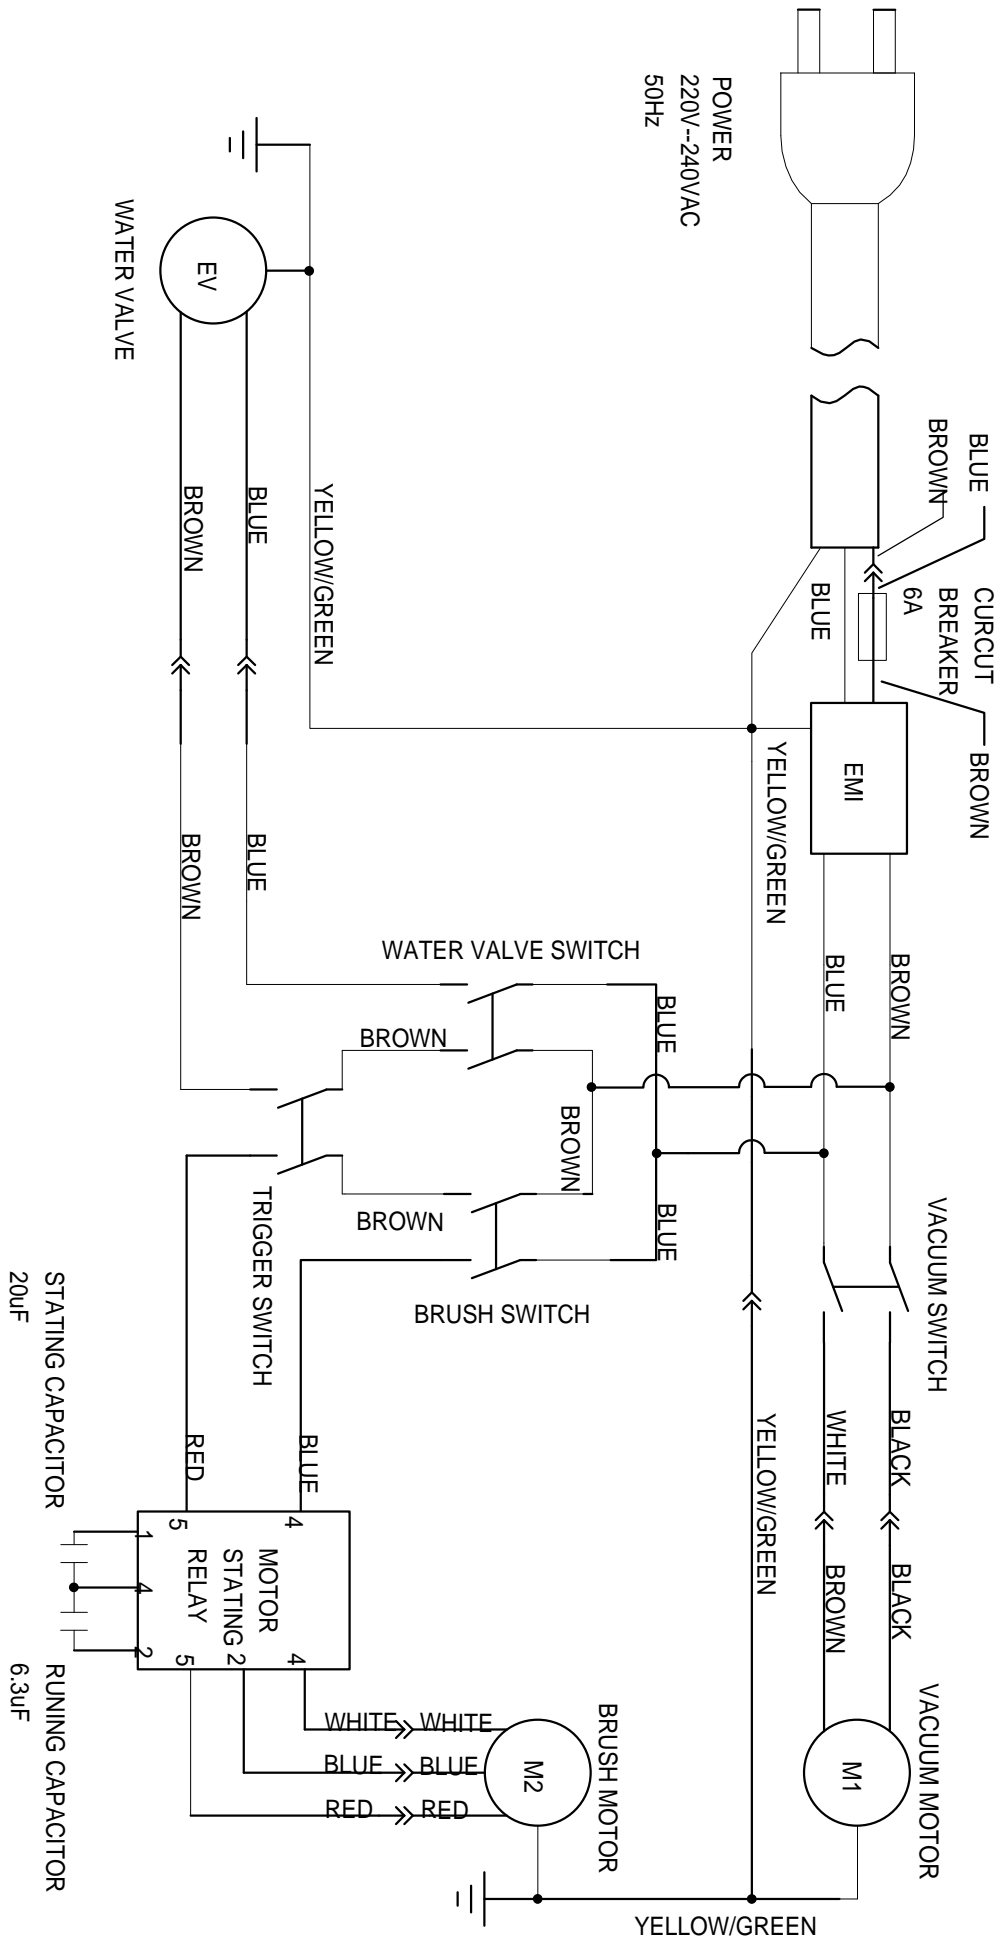 POWER
220V--240VAC
50Hz
BLUE
BROWN
CURCUT
BREAKER
6A
BROWN
BLUE
EMI
YELLOW/GREEN
YELLOW/GREEN
WATER VALVE
EV
BLUE
BROWN
BLUE
BROWN
BROWN
BLUE
WATER VALVE SWITCH
BLUE
BROWN
BROWN
BLUE
BROWN
TRIGGER SWITCH
BRUSH SWITCH
VACUUM SWITCH
BLACK
WHITE
BLACK
BROWN
YELLOW/GREEN
VACUUM MOTOR
M1
BLUE
RED
4
5
MOTOR
STATING
RELAY
1
4
2
4
2
5
STATING CAPACITOR
20uF
RUNING CAPACITOR
6.3uF
WHITE
WHITE
BLUE
BLUE
RED
RED
BRUSH MOTOR
M2
YELLOW/GREEN